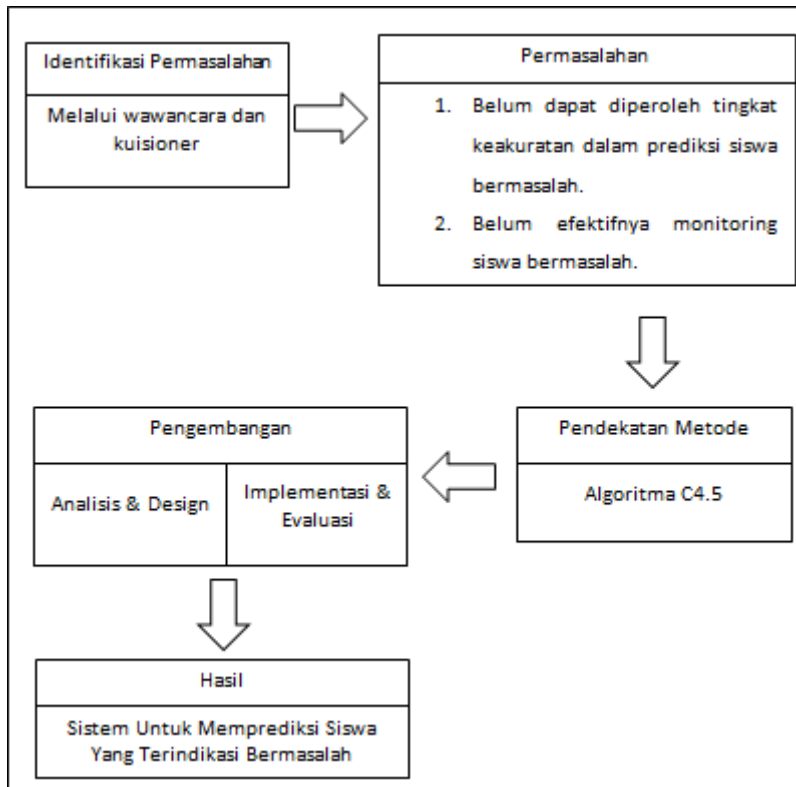 Identifikasi Permasalahan
Melalui wawancara dan
kuisioner
Permasalahan
1. Belum dapat diperoleh tingkat
keakuratan dalam prediksi siswa
bermasalah.
2. Belum efektifnya monitoring
siswa bermasalah.
Pendekatan Metode
Algoritma C4.5
Pengembangan
Analisis & Design
Implementasi &
Evaluasi
Hasil
Sistem Untuk Memprediksi Siswa
Yang Terindikasi Bermasalah